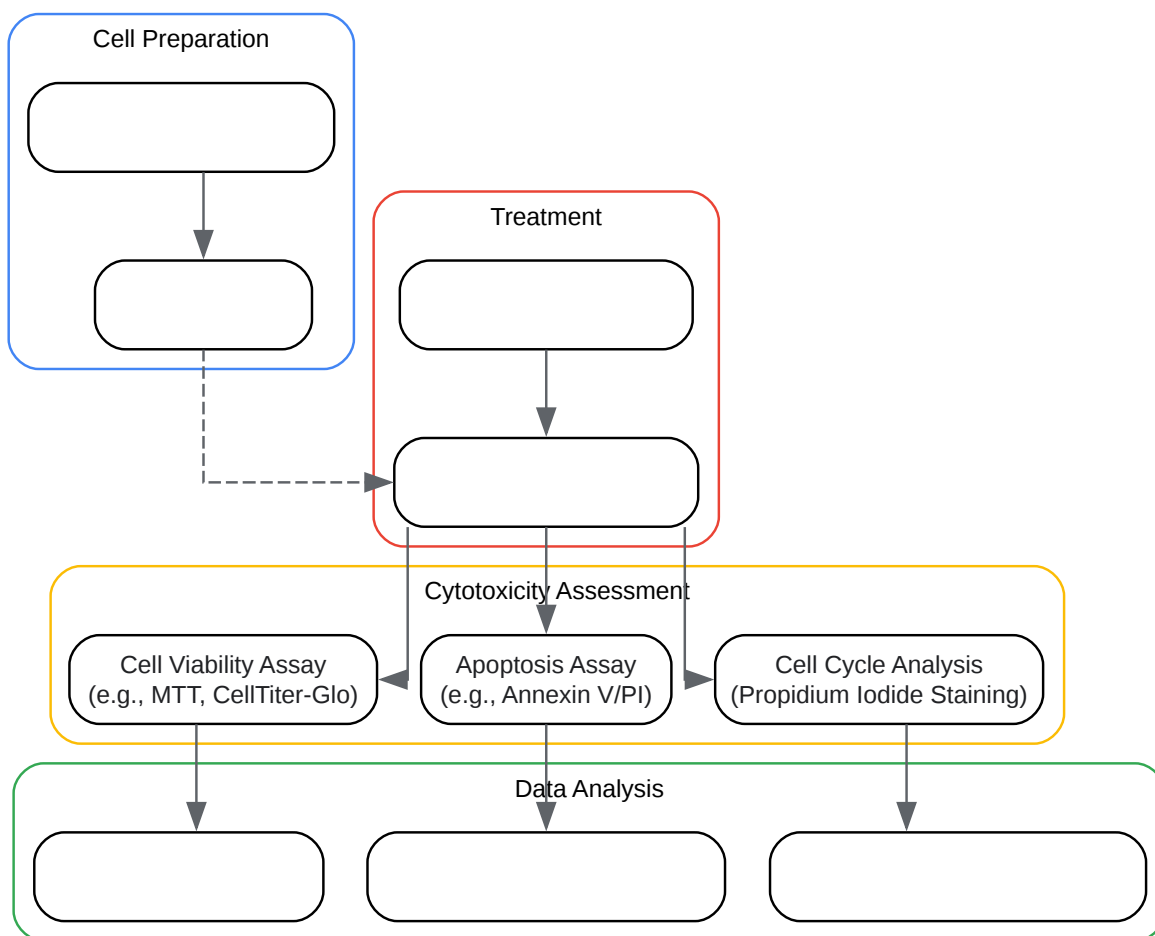 Cell Preparation
Treatment
Cytotoxicity Assessment
Cell Viability Assay
(e.g., MTT, CellTiter-Glo)
Apoptosis Assay
(e.g., Annexin V/PI)
Cell Cycle Analysis
(Propidium Iodide Staining)
Data Analysis